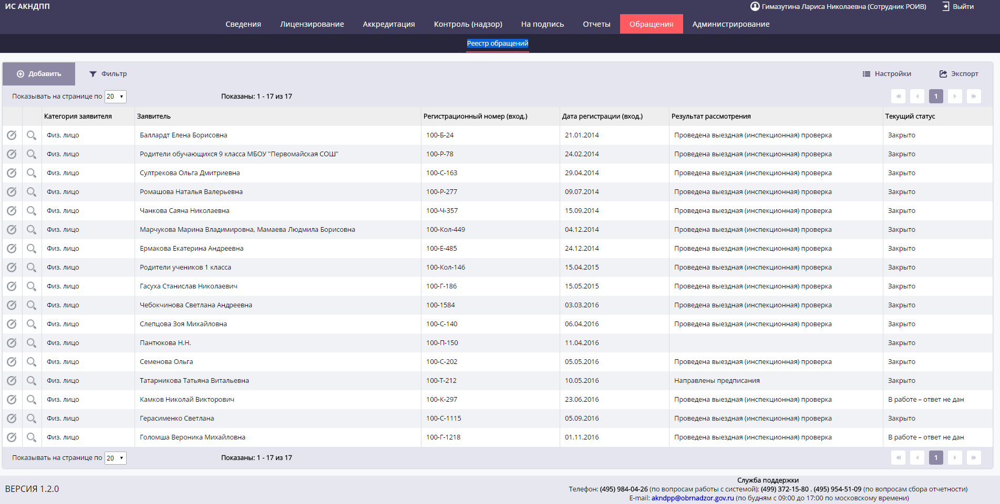 ИС АКНДПП
Гимазутина Лариса Николаевна (Сотрудник РОИВ) Выйти
Сведения Лицензирование Аккредитация Контроль (надзор) На подпись Отчеты Обращения Администрирование
Реестр обращений
Добавить Фильтр Настройки Экспорт
Показывать на странице по 20 Показаны: 1 - 17 из 17 1
Категория заявителя Заявитель Регистрационный номер (вход.) Дата регистрации (вход.) Результат рассмотрения Текущий статус
Физ. лицо Баллардт Елена Борисовна 100-Б-24 21.01.2014 Проведена выездная (инспекционная) проверка Закрыто
Физ. лицо Родители обучающихся 9 класса МБОУ "Первомайская СОШ" 100-Р-78 24.02.2014 Проведена выездная (инспекционная) проверка Закрыто
Физ. лицо Султрекова Ольга Дмитриевна 100-С-163 29.04.2014 Проведена выездная (инспекционная) проверка Закрыто
Физ. лицо Ромашова Наталья Валерьевна 100-Р-277 09.07.2014 Проведена выездная (инспекционная) проверка Закрыто
Физ. лицо Чанкова Саяна Николаевна 100-Ч-357 15.09.2014 Проведена выездная (инспекционная) проверка Закрыто
Физ. лицо Марчукова Марина Владимировна, Мамаева Людмила Борисовна 100-Кол-449 04.12.2014 Проведена выездная (инспекционная) проверка Закрыто
Физ. лицо Ермакова Екатерина Андреевна 100-Е-485 24.12.2014 Проведена выездная (инспекционная) проверка Закрыто
Физ. лицо Родители учеников 1 класса 100-Кол-146 15.04.2015 Проведена выездная (инспекционная) проверка Закрыто
Физ. лицо Гасуха Станислав Николаевич 100-Г-186 15.05.2015 Проведена выездная (инспекционная) проверка Закрыто
Физ. лицо Чебокчинова Светлана Андреевна 100-1584 03.03.2016 Проведена выездная (инспекционная) проверка Закрыто
Физ. лицо Слепцова Зоя Михайловна 100-С-140 06.04.2016 Проведена выездная (инспекционная) проверка Закрыто
Физ. лицо Пантюкова Н.Н. 100-П-150 11.04.2016 Закрыто
Физ. лицо Семенова Ольга 100-С-202 05.05.2016 Проведена выездная (инспекционная) проверка Закрыто
Физ. лицо Татарникова Татьяна Витальевна 100-Т-212 10.05.2016 Направлены предписания Закрыто
Физ. лицо Камков Николай Викторович 100-К-297 23.06.2016 Проведена выездная (инспекционная) проверка В работе – ответ не дан
Физ. лицо Герасименко Светлана 100-С-1115 05.09.2016 Проведена выездная (инспекционная) проверка Закрыто
Физ. лицо Голомша Вероника Михайловна 100-Г-1218 01.11.2016 Проведена выездная (инспекционная) проверка В работе – ответ не дан
Показывать на странице по 20 Показаны: 1 - 17 из 17 1
ВЕРСИЯ 1.2.0
Служба поддержки
Телефон: (495) 984-04-26 (по вопросам работы с системой); (499) 372-15-80 , (495) 954-51-09 (по вопросам сбора отчетности)
E-mail: akndpp@obrnadzor.gov.ru (по будням с 09:00 до 17:00 по московскому времени)